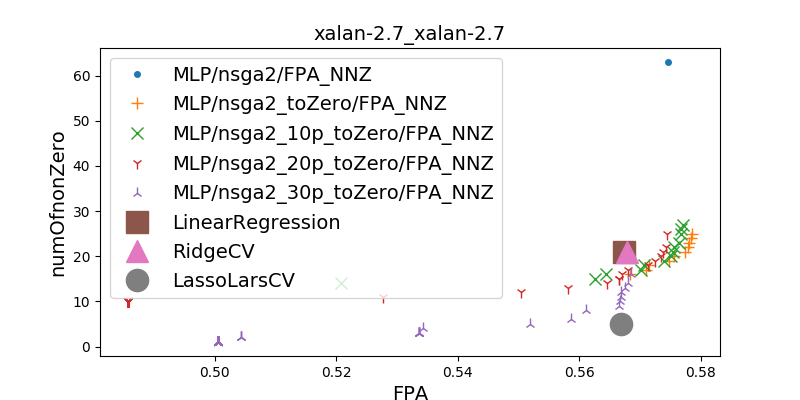 xalan-2.7_xalan-2.7
numOfnonZero
60
50
40
30
20
10
0
MLP/nsga2/FPA_NNZ
MLP/nsga2_toZero/FPA_NNZ
MLP/nsga2_10p_toZero/FPA_NNZ
MLP/nsga2_20p_toZero/FPA_NNZ
MLP/nsga2_30p_toZero/FPA_NNZ
LinearRegression
RidgeCV
LassoLarsCV
0.50 0.52 0.54 0.56 0.58
FPA